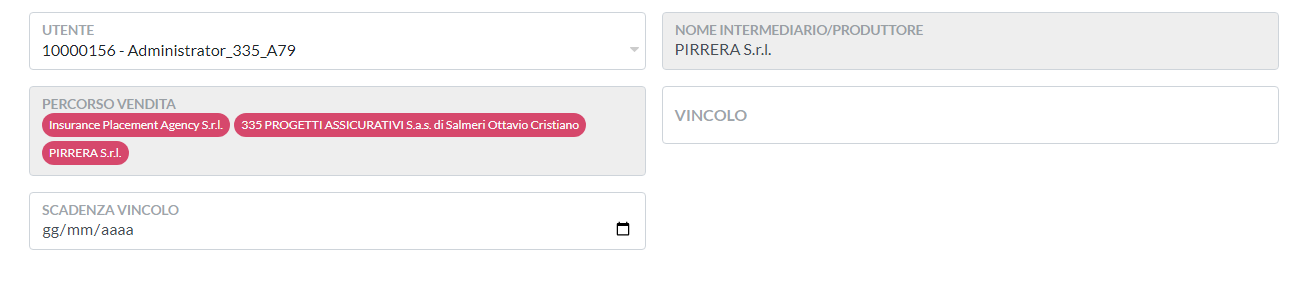 UTENTE
10000156 - Administrator_335_A79
NOME INTERMEDIARIO/PRODUTTORE
PIRRERA S.r.l.
PERCORSO VENDITA
Insurance Placement Agency S.r.l. 335 PROGETTI ASSICURATIVI S.a.s. di Salmeri Ottavio Cristiano
PIRRERA S.r.l.
VINCOLO
SCADENZA VINCOLO
gg/mm/aaaa